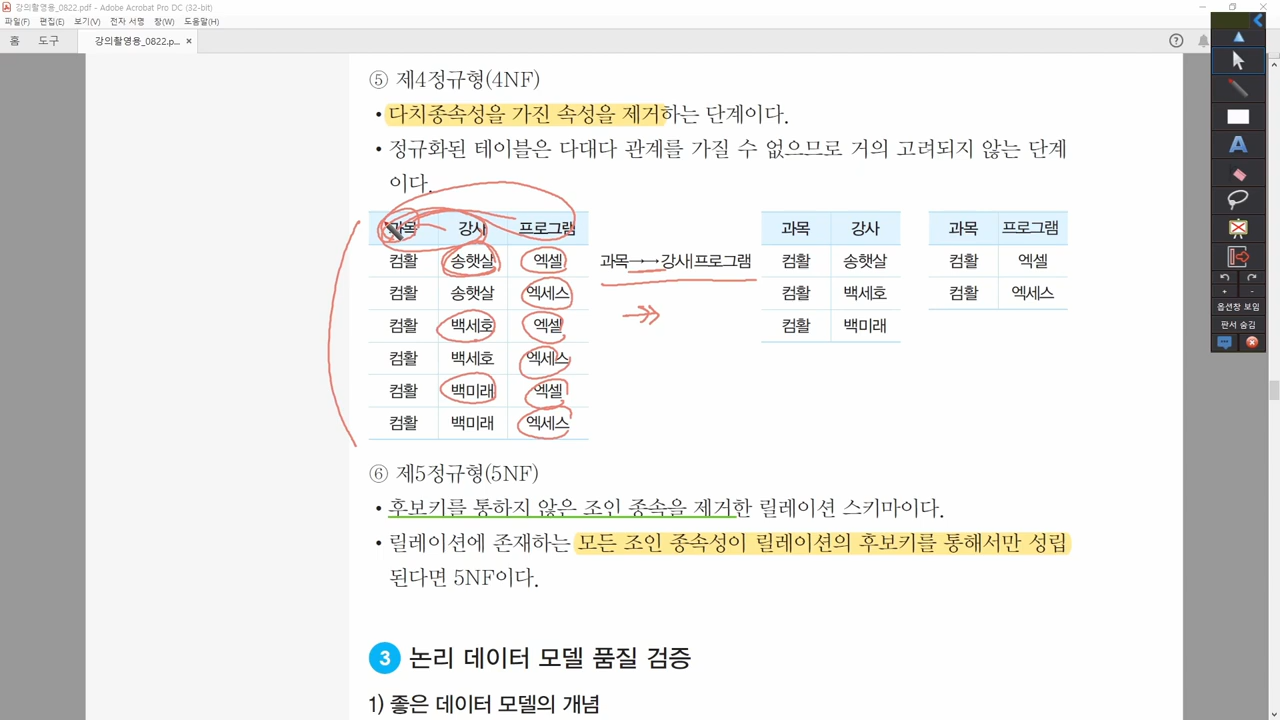 강의촬영용_0822.pdf - Adobe Acrobat Pro DC (32-bit)
파일(F) 편집(E) 보기(V) 전자 서명 창(W) 도움말(H)
홈 도구 강의촬영용_0822.p... ×
⑤ 제4정규형(4NF)
• 다치종속성을 가진 속성을 제거하는 단계이다.
• 정규화된 테이블은 다대다 관계를 가질 수 없으므로 거의 고려되지 않는 단계
이다.
과목 강사 프로그램 과목 강사 과목 프로그램
컴활 송햇살 엑셀 과목→→강사|프로그램 컴활 송햇살 컴활 엑셀
컴활 송햇살 엑세스 컴활 백세호 컴활 엑세스
컴활 백세호 엑셀 컴활 백미래
컴활 백세호 엑세스
컴활 백미래 엑셀
컴활 백미래 엑세스
⑥ 제5정규형(5NF)
• 후보키를 통하지 않은 조인 종속을 제거한 릴레이션 스키마이다.
• 릴레이션에 존재하는 모든 조인 종속성이 릴레이션의 후보키를 통해서만 성립
된다면 5NF이다.
3 논리 데이터 모델 품질 검증
1) 좋은 데이터 모델의 개념
A
옵션창 보임
판서 숨김